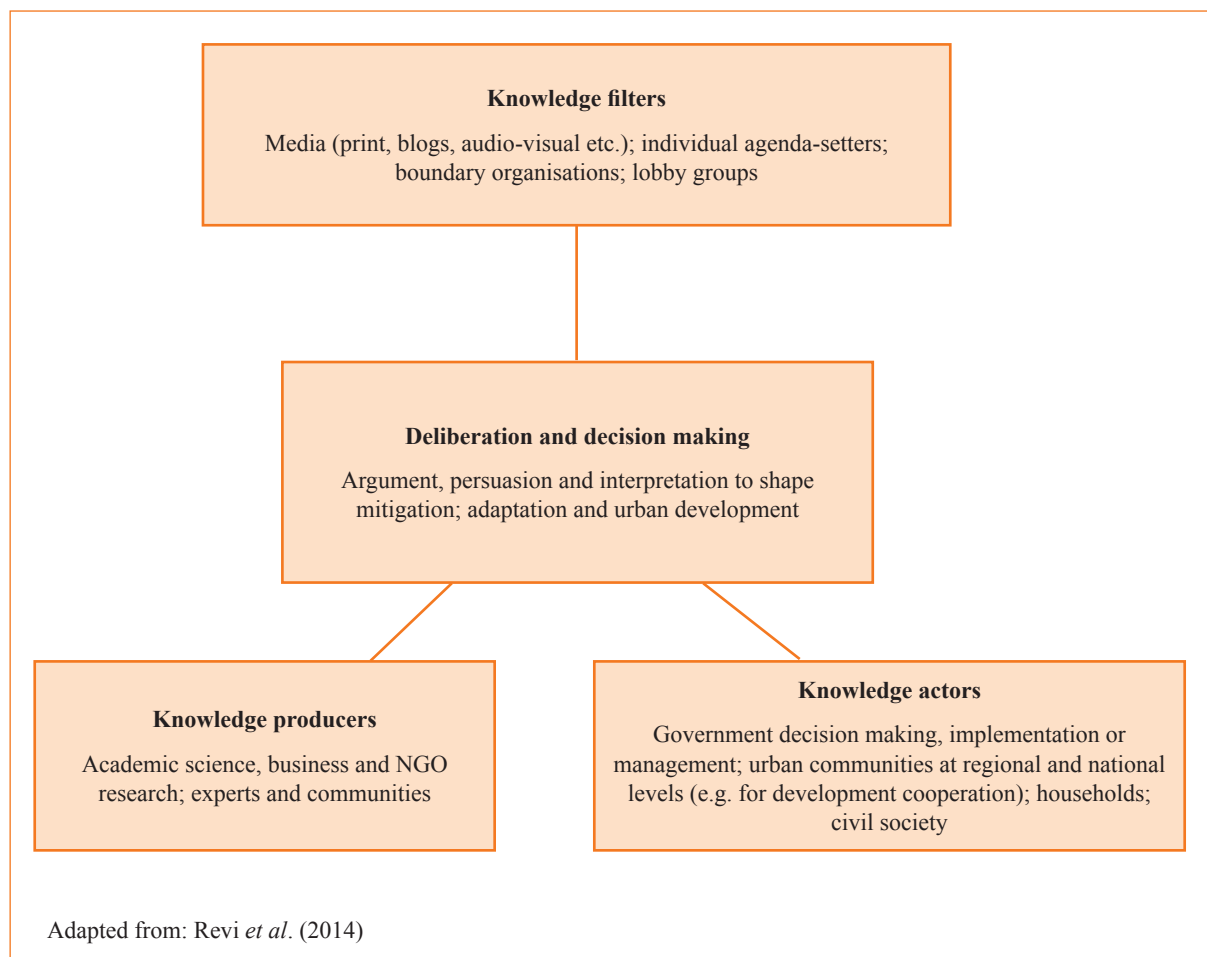 Knowledge filters
Media (print, blogs, audio-visual etc.); individual agenda-setters;
boundary organisations; lobby groups
Deliberation and decision making
Argument, persuasion and interpretation to shape
mitigation; adaptation and urban development
Knowledge producers
Academic science, business and NGO
research; experts and communities
Knowledge actors
Government decision making, implementation or
management; urban communities at regional and national
levels (e.g. for development cooperation); households;
civil society
Adapted from: Revi et al. (2014)